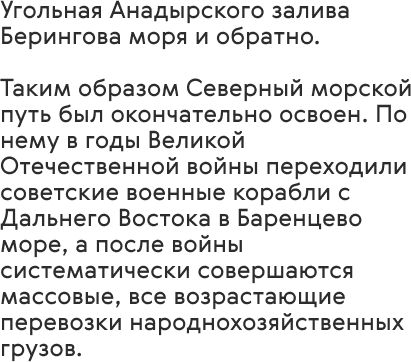 Угольная Анадырского залива
Берингова моря и обратно.
Таким образом Северный морской
путь был окончательно освоен. По
нему в годы Великой
Отечественной войны переходили
советские военные корабли с
Дальнего Востока в Баренцево
море, а после войны
систематически совершаются
массовые, все возрастающие
перевозки народнохозяйственных
грузов.